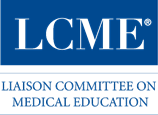 LCME®
LIAISON COMMITTEE ON
MEDICAL EDUCATION